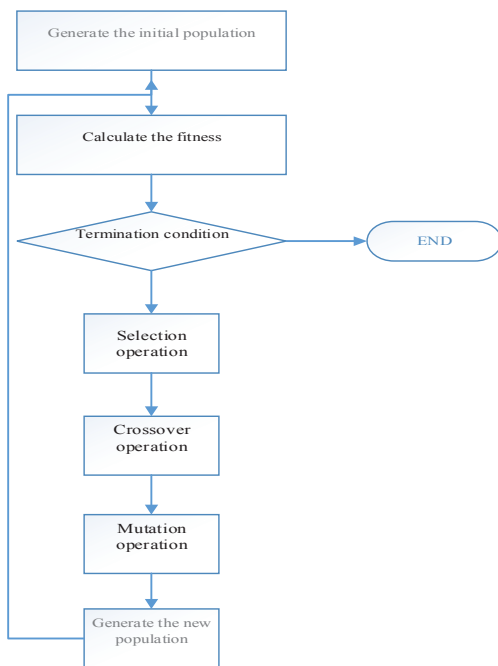 Generate the initial population
Calculate the fitness
Termination condition
END
Selection
operation
Crossover
operation
Mutation
operation
Generate the new
population